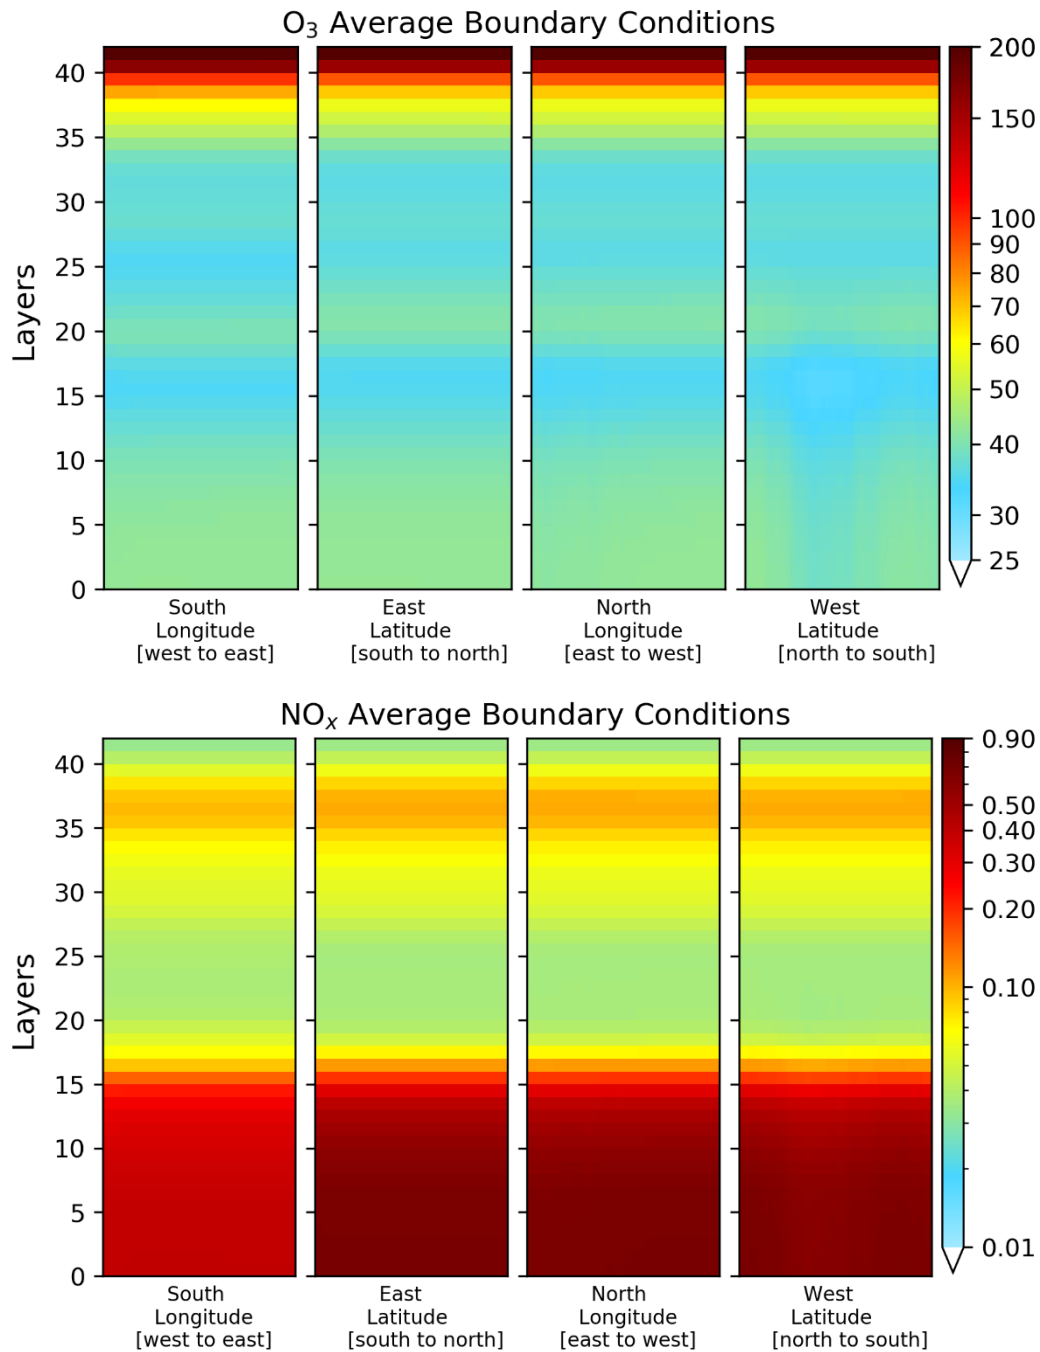 O₃ Average Boundary Conditions
Layers
40
35
30
25
20
15
10
5
0
200
150
100
90
80
70
60
50
40
30
25
South
Longitude
[west to east]
East
Latitude
[south to north]
North
Longitude
[east to west]
West
Latitude
[north to south]
NOₓ Average Boundary Conditions
Layers
40
35
30
25
20
15
10
5
0
0.90
0.50
0.40
0.30
0.20
0.10
0.01
South
Longitude
[west to east]
East
Latitude
[south to north]
North
Longitude
[east to west]
West
Latitude
[north to south]